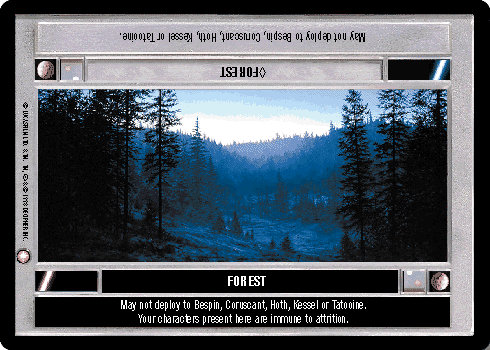 May not deploy to Bespin, Coruscant, Hoth, Kessel or Tatooine.
◊FOREST
FOREST
May not deploy to Bespin, Coruscant, Hoth, Kessel or Tatooine.
Your characters present here are immune to attrition.